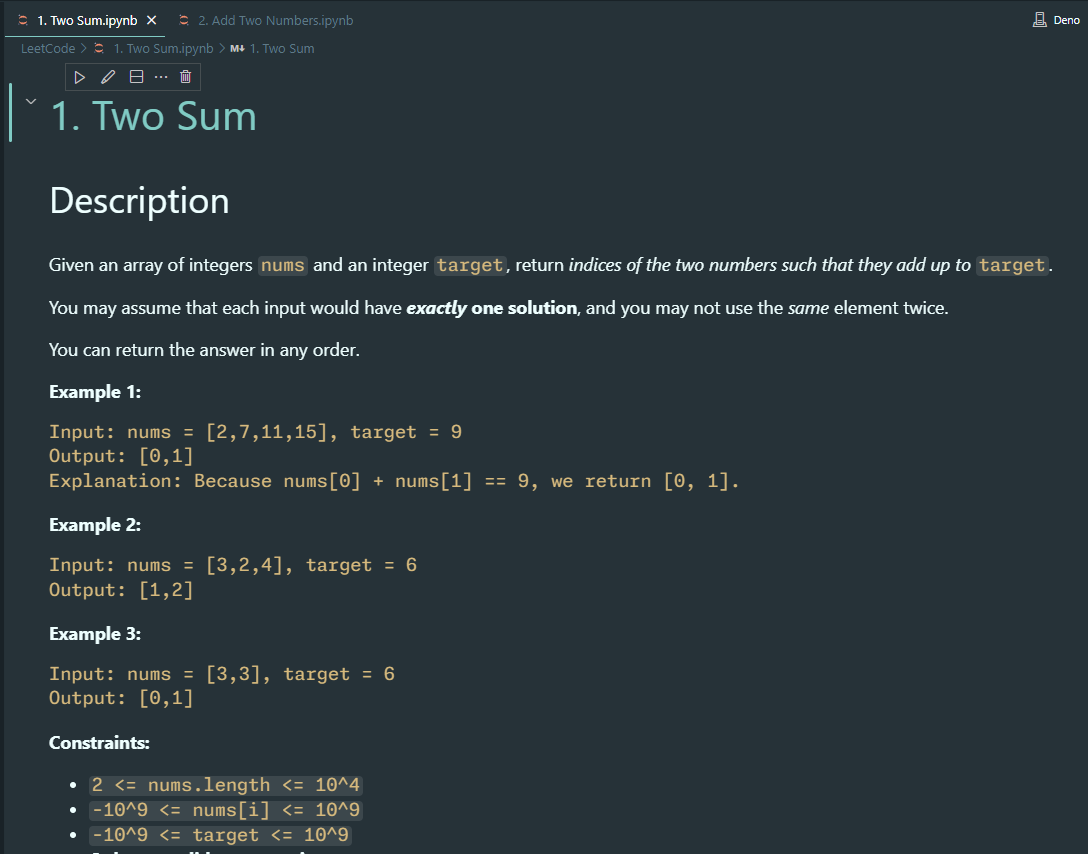 1. Two Sum.ipynb
2. Add Two Numbers.ipynb
Deno
LeetCode > 1. Two Sum.ipynb > M↓ 1. Two Sum
1. Two Sum
Description
Given an array of integers nums and an integer target, return indices of the two numbers such that they add up to target.
You may assume that each input would have exactly one solution, and you may not use the same element twice.
You can return the answer in any order.
Example 1:
Input: nums = [2,7,11,15], target = 9
Output: [0,1]
Explanation: Because nums[0] + nums[1] == 9, we return [0, 1].
Example 2:
Input: nums = [3,2,4], target = 6
Output: [1,2]
Example 3:
Input: nums = [3,3], target = 6
Output: [0,1]
Constraints:
• 2 <= nums.length <= 10^4
• -10^9 <= nums[i] <= 10^9
• -10^9 <= target <= 10^9